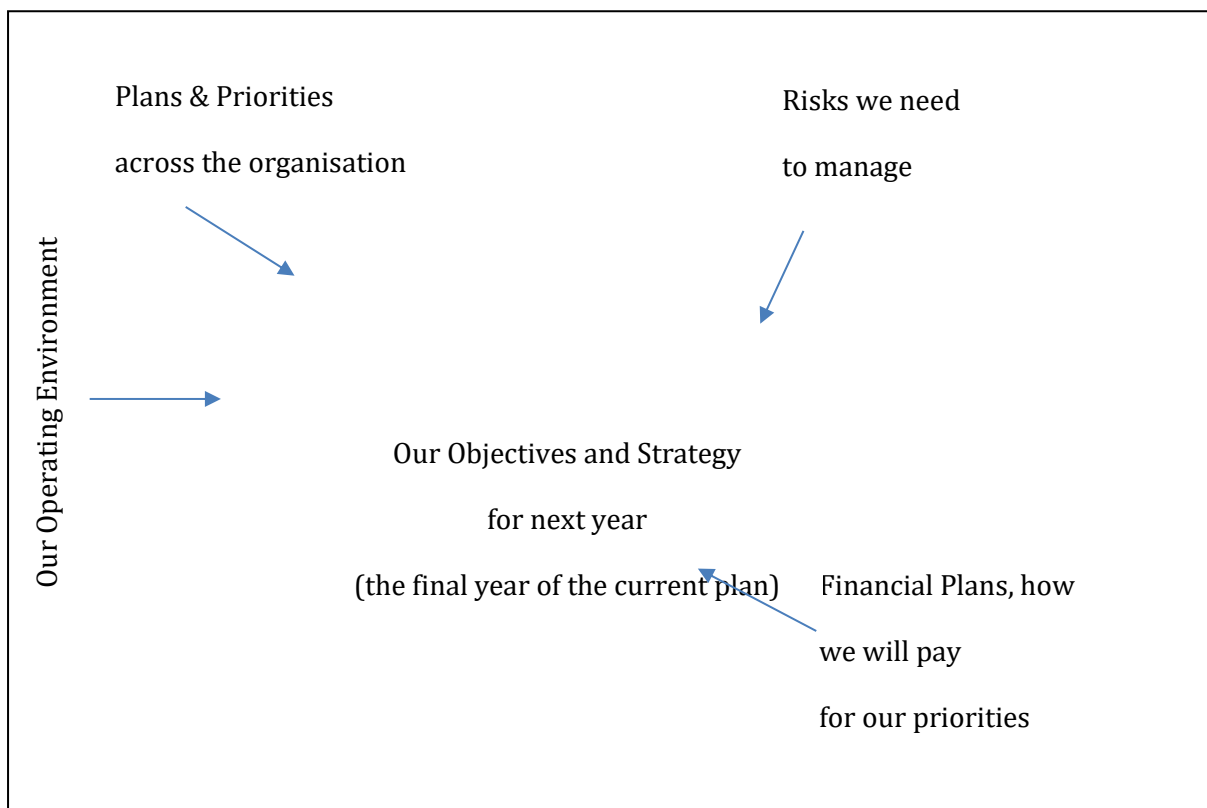 Plans & Priorities
across the organisation
Risks we need
to manage
Our Operating Environment
Our Objectives and Strategy
for next year
(the final year of the current plan)
Financial Plans, how
we will pay
for our priorities